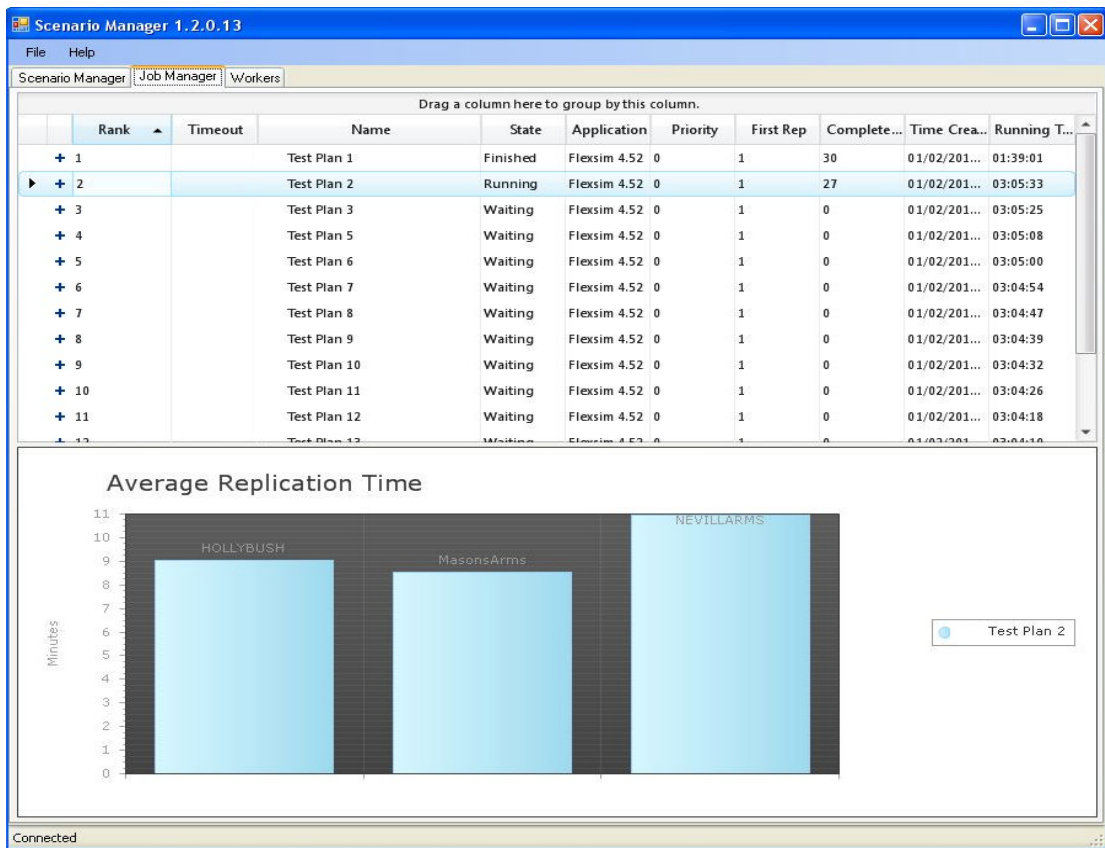 Scenario Manager 1.2.0.13
File Help
Scenario Manager Job Manager Workers
Drag a column here to group by this column.
Rank Timeout Name State Application Priority First Rep Complete... Time Crea... Running T...
1 Test Plan 1 Finished Flexsim 4.52 0 1 30 01/02/201... 01:39:01
2 Test Plan 2 Running Flexsim 4.52 0 1 27 01/02/201... 03:05:33
3 Test Plan 3 Waiting Flexsim 4.52 0 1 0 01/02/201... 03:05:25
4 Test Plan 5 Waiting Flexsim 4.52 0 1 0 01/02/201... 03:05:08
5 Test Plan 6 Waiting Flexsim 4.52 0 1 0 01/02/201... 03:05:00
6 Test Plan 7 Waiting Flexsim 4.52 0 1 0 01/02/201... 03:04:54
7 Test Plan 8 Waiting Flexsim 4.52 0 1 0 01/02/201... 03:04:47
8 Test Plan 9 Waiting Flexsim 4.52 0 1 0 01/02/201... 03:04:39
9 Test Plan 10 Waiting Flexsim 4.52 0 1 0 01/02/201... 03:04:32
10 Test Plan 11 Waiting Flexsim 4.52 0 1 0 01/02/201... 03:04:26
11 Test Plan 12 Waiting Flexsim 4.52 0 1 0 01/02/201... 03:04:18
Average Replication Time
Minutes
11
10
9
8
7
6
5
4
3
2
1
0
HOLLYBUSH
MasonsArms
NEVILLARMS
Test Plan 2
Connected